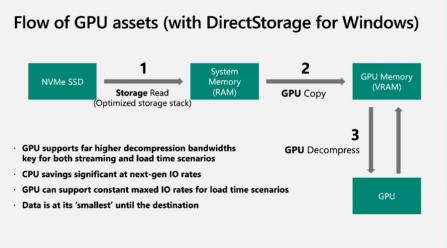 Flow of GPU assets (with DirectStorage for Windows)
1
2
NVMe SSD
Storage Read
(Optimized storage stack)
System
Memory
(RAM)
GPU Copy
GPU Memory
(VRAM)
3
GPU Decompress
GPU
· GPU supports far higher decompression bandwidths
key for both streaming and load time scenarios
· CPU savings significant at next-gen IO rates
· GPU can support constant maxed IO rates for load time scenarios
· Data is at its 'smallest' until the destination